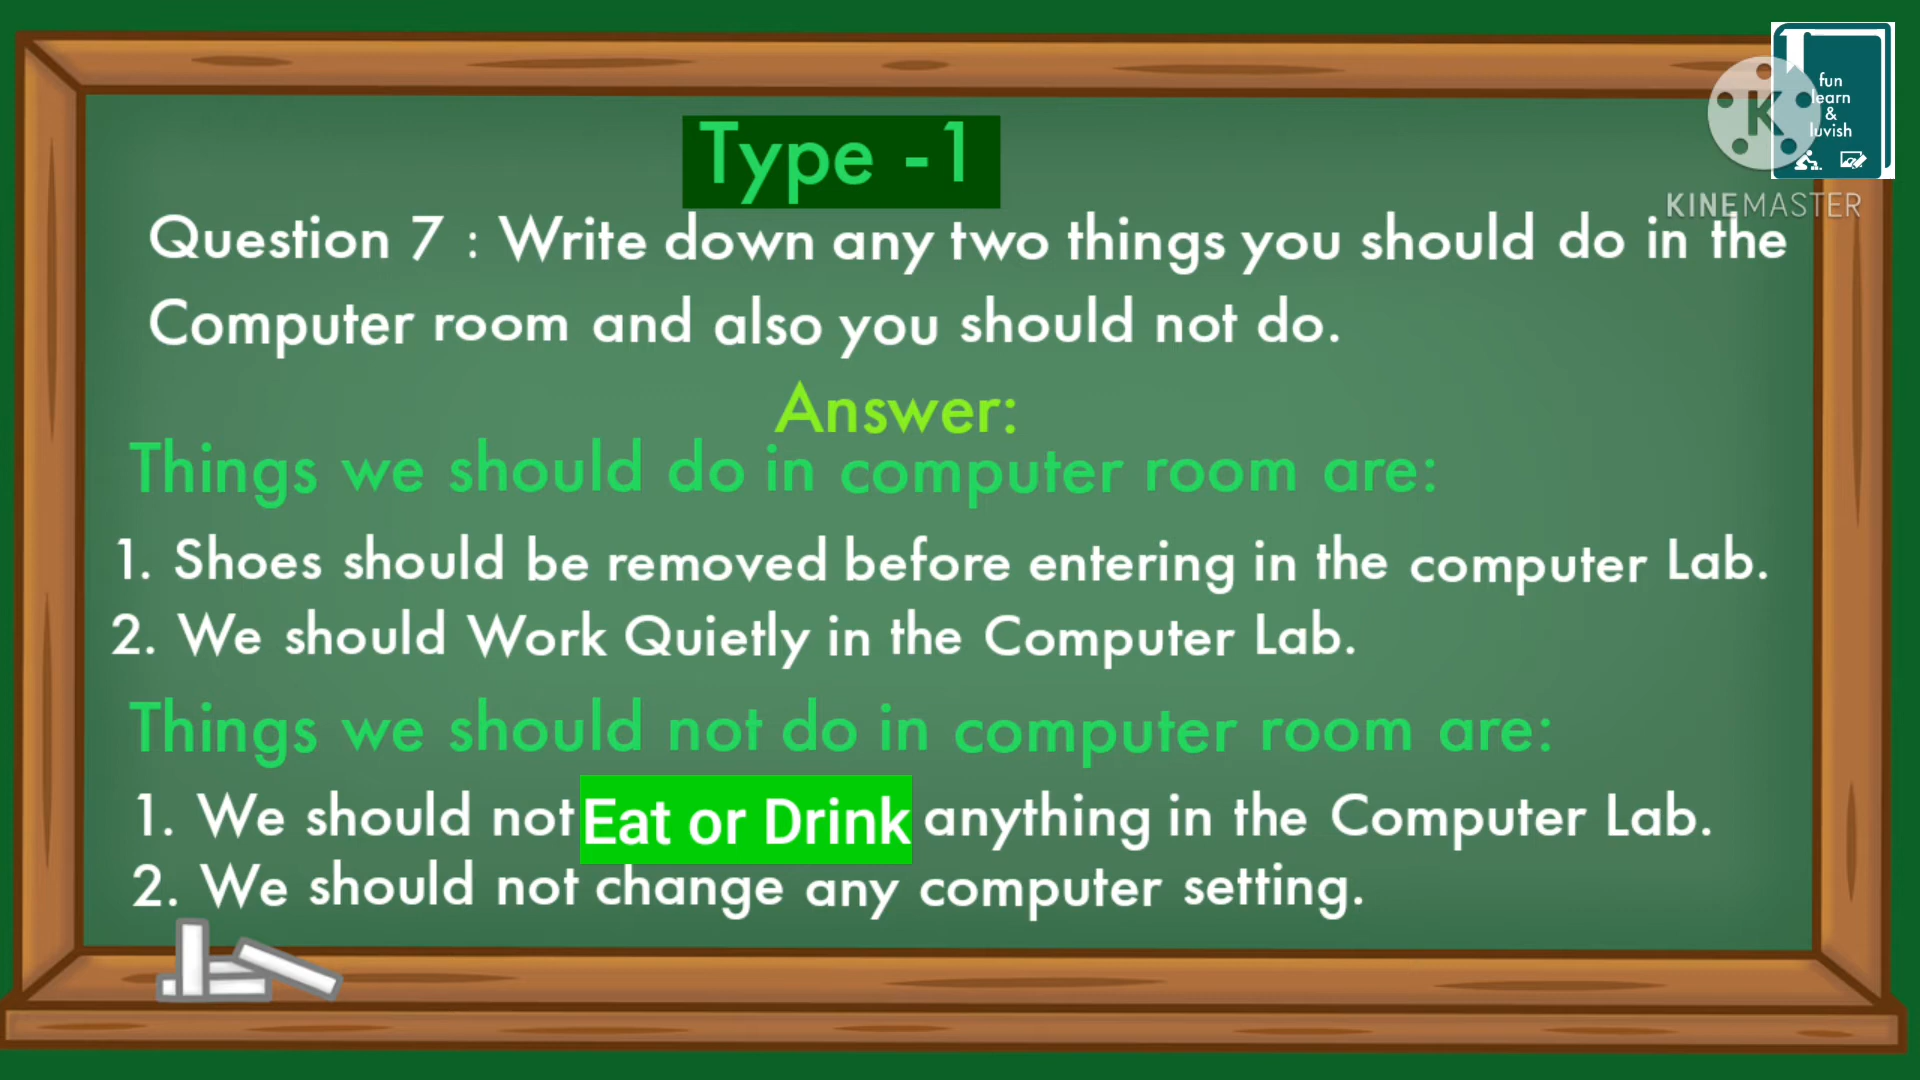 fun
learn
&
luvish
K
KINEMASTER
Type -1
Question 7 : Write down any two things you should do in the
Computer room and also you should not do.
Answer:
Things we should do in computer room are:
1. Shoes should be removed before entering in the computer Lab.
2. We should Work Quietly in the Computer Lab.
Things we should not do in computer room are:
1. We should not Eat or Drink anything in the Computer Lab.
2. We should not change any computer setting.